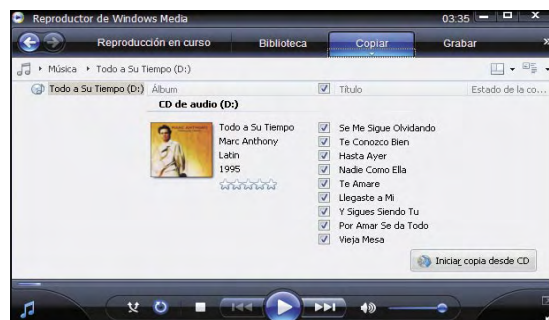 Reproductor de Windows Media 03:35
Reproducción en curso Biblioteca Copiar Grabar »
Música Todo a Su Tiempo (D:)
Todo a Su Tiempo (D:) Álbum Título Estado de la co...
CD de audio (D:)
Todo a Su Tiempo
Marc Anthony
Latin
1995
Se Me Sigue Olvidando
Te Conozco Bien
Hasta Ayer
Nadie Como Ella
Te Amare
Llegaste a Mi
Y Sigues Siendo Tu
Por Amar Se da Todo
Vieja Mesa
Iniciar copia desde CD